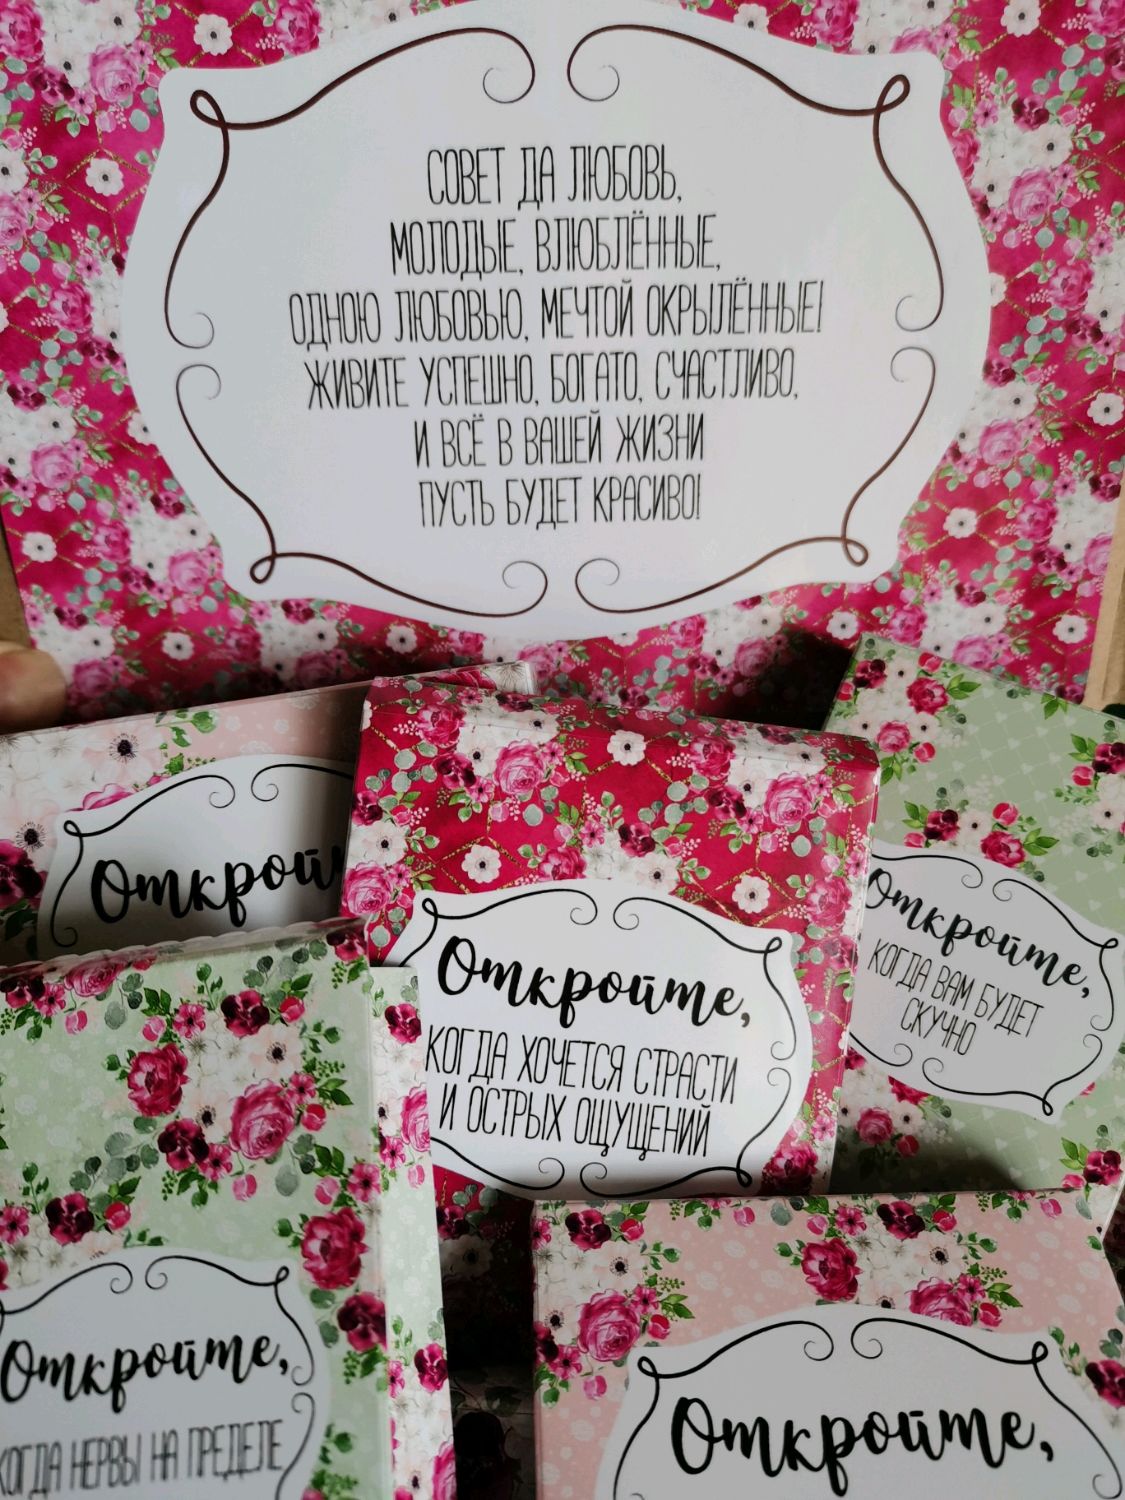 СОВЕТ ДА ЛЮБОВЬ,
МОЛОДЫЕ, ВЛЮБЛЁННЫЕ,
ОДНОЮ ЛЮБОВЬЮ, МЕЧТОЙ ОКРЫЛЁННЫЕ!
ЖИВИТЕ УСПЕШНО, БОГАТО, СЧАСТЛИВО,
И ВСЁ В ВАШЕЙ ЖИЗНИ
ПУСТЬ БУДЕТ КРАСИВО!
Открой
Откройте,
КОГДА ХОЧЕТСЯ СТРАСТИ
И ОСТРЫХ ОЩУЩЕНИЙ
Откройте,
КОГДА ВАМ БУДЕТ
СКУЧНО
Откройте,
КОГДА НЕРВЫ НА ПРЕДЕЛЕ
Откройте,